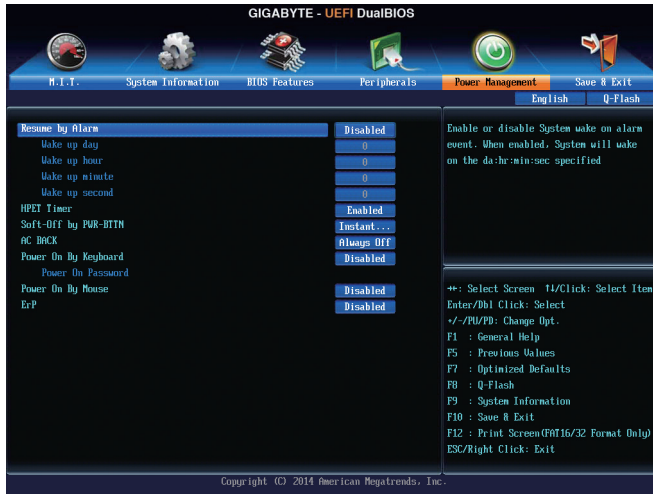 GIGABYTE - UEFI DualBIOS
M.I.T. System Information BIOS Features Peripherals Power Management Save & Exit
English Q-Flash
Resume by Alarm Disabled
Wake up day 0
Wake up hour 0
Wake up minute 0
Wake up second 0
HPET Timer Enabled
Soft-Off by PWR-BTTN Instant...
AC BACK Always Off
Power On By Keyboard Disabled
Power On Password
Power On By Mouse Disabled
ErP Disabled
Enable or disable System wake on alarm
event. When enabled, System will wake
on the da:hr:min:sec specified
→←: Select Screen ↑↓/Click: Select Item
Enter/Dbl Click: Select
+/-/PU/PD: Change Opt.
F1 : General Help
F5 : Previous Values
F7 : Optimized Defaults
F8 : Q-Flash
F9 : System Information
F10 : Save & Exit
F12 : Print Screen(FAT16/32 Format Only)
ESC/Right Click: Exit
Copyright (C) 2014 American Megatrends, Inc.